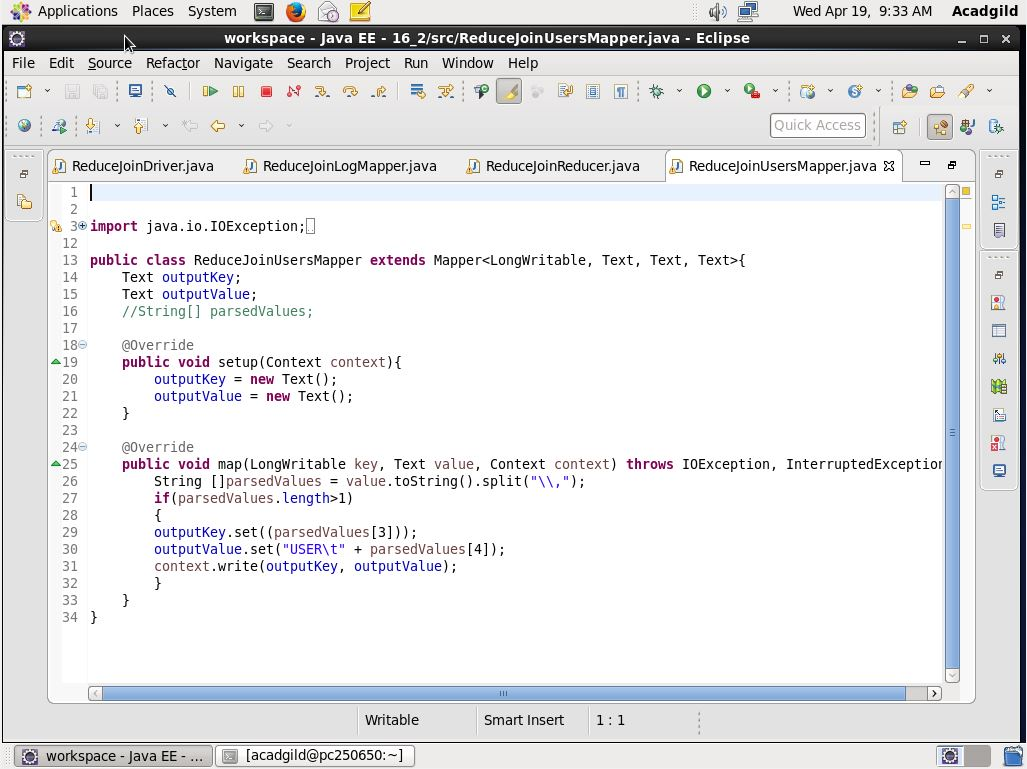 Applications Places System Wed Apr 19, 9:33 AM Acadgild
workspace - Java EE - 16_2/src/ReduceJoinUsersMapper.java - Eclipse
File Edit Source Refactor Navigate Search Project Run Window Help
Quick Access
ReduceJoinDriver.java ReduceJoinLogMapper.java ReduceJoinReducer.java ReduceJoinUsersMapper.java
1
2
3 import java.io.IOException;
12
13 public class ReduceJoinUsersMapper extends Mapper<LongWritable, Text, Text, Text>{
14 Text outputKey;
15 Text outputValue;
16 //String[] parsedValues;
17
18 @Override
19 public void setup(Context context){
20 outputKey = new Text();
21 outputValue = new Text();
22 }
23
24 @Override
25 public void map(LongWritable key, Text value, Context context) throws IOException, InterruptedException
26 String []parsedValues = value.toString().split("\\,");
27 if(parsedValues.length>1)
28 {
29 outputKey.set((parsedValues[3]));
30 outputValue.set("USER\t" + parsedValues[4]);
31 context.write(outputKey, outputValue);
32 }
33 }
34 }
Writable Smart Insert 1 : 1
workspace - Java EE - ... [acadgild@pc250650:~]